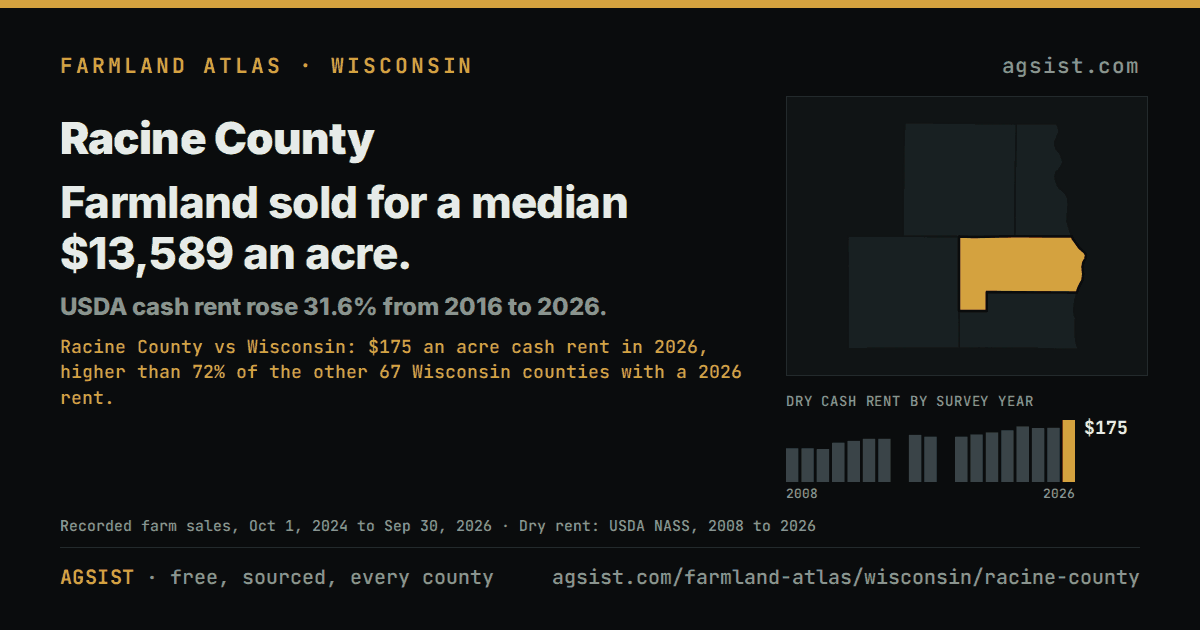 FARMLAND ATLAS · WISCONSIN
agsist.com
Racine County
Farmland sold for a median
$13,589 an acre.
USDA cash rent rose 31.6% from 2016 to 2026.
Racine County vs Wisconsin: $175 an acre cash rent in 2026,
higher than 72% of the other 67 Wisconsin counties with a 2026
rent.
DRY CASH RENT BY SURVEY YEAR
$175
2008
2026
Recorded farm sales, Oct 1, 2024 to Sep 30, 2026 · Dry rent: USDA NASS, 2008 to 2026
AGSIST · free, sourced, every county
agsist.com/farmland-atlas/wisconsin/racine-county